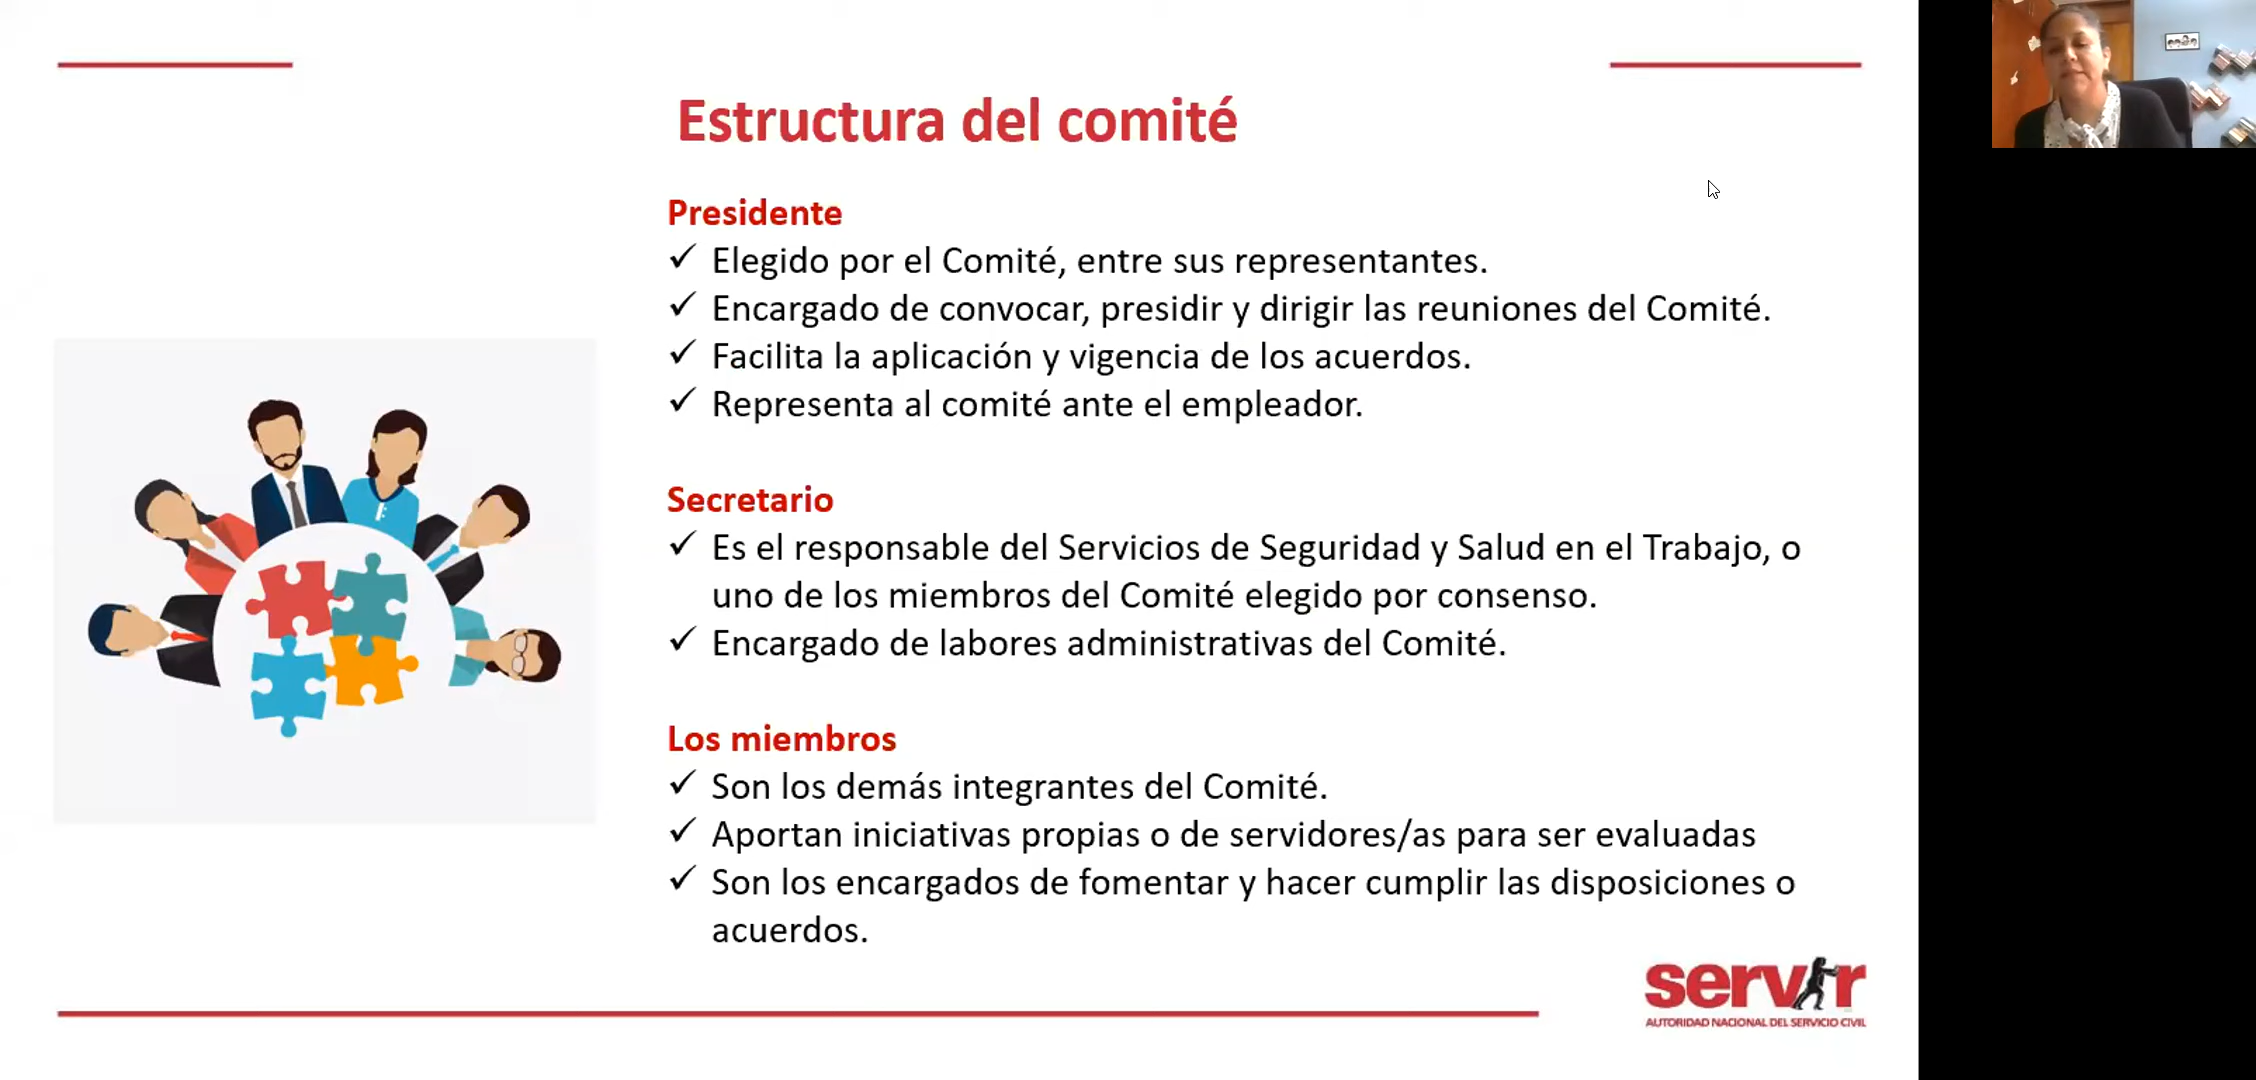 Estructura del comité
Presidente
✓ Elegido por el Comité, entre sus representantes.
✓ Encargado de convocar, presidir y dirigir las reuniones del Comité.
✓ Facilita la aplicación y vigencia de los acuerdos.
✓ Representa al comité ante el empleador.
Secretario
✓ Es el responsable del Servicios de Seguridad y Salud en el Trabajo, o
uno de los miembros del Comité elegido por consenso.
✓ Encargado de labores administrativas del Comité.
Los miembros
✓ Son los demás integrantes del Comité.
✓ Aportan iniciativas propias o de servidores/as para ser evaluadas
✓ Son los encargados de fomentar y hacer cumplir las disposiciones o
acuerdos.
servir
AUTORIDAD NACIONAL DEL SERVICIO CIVIL